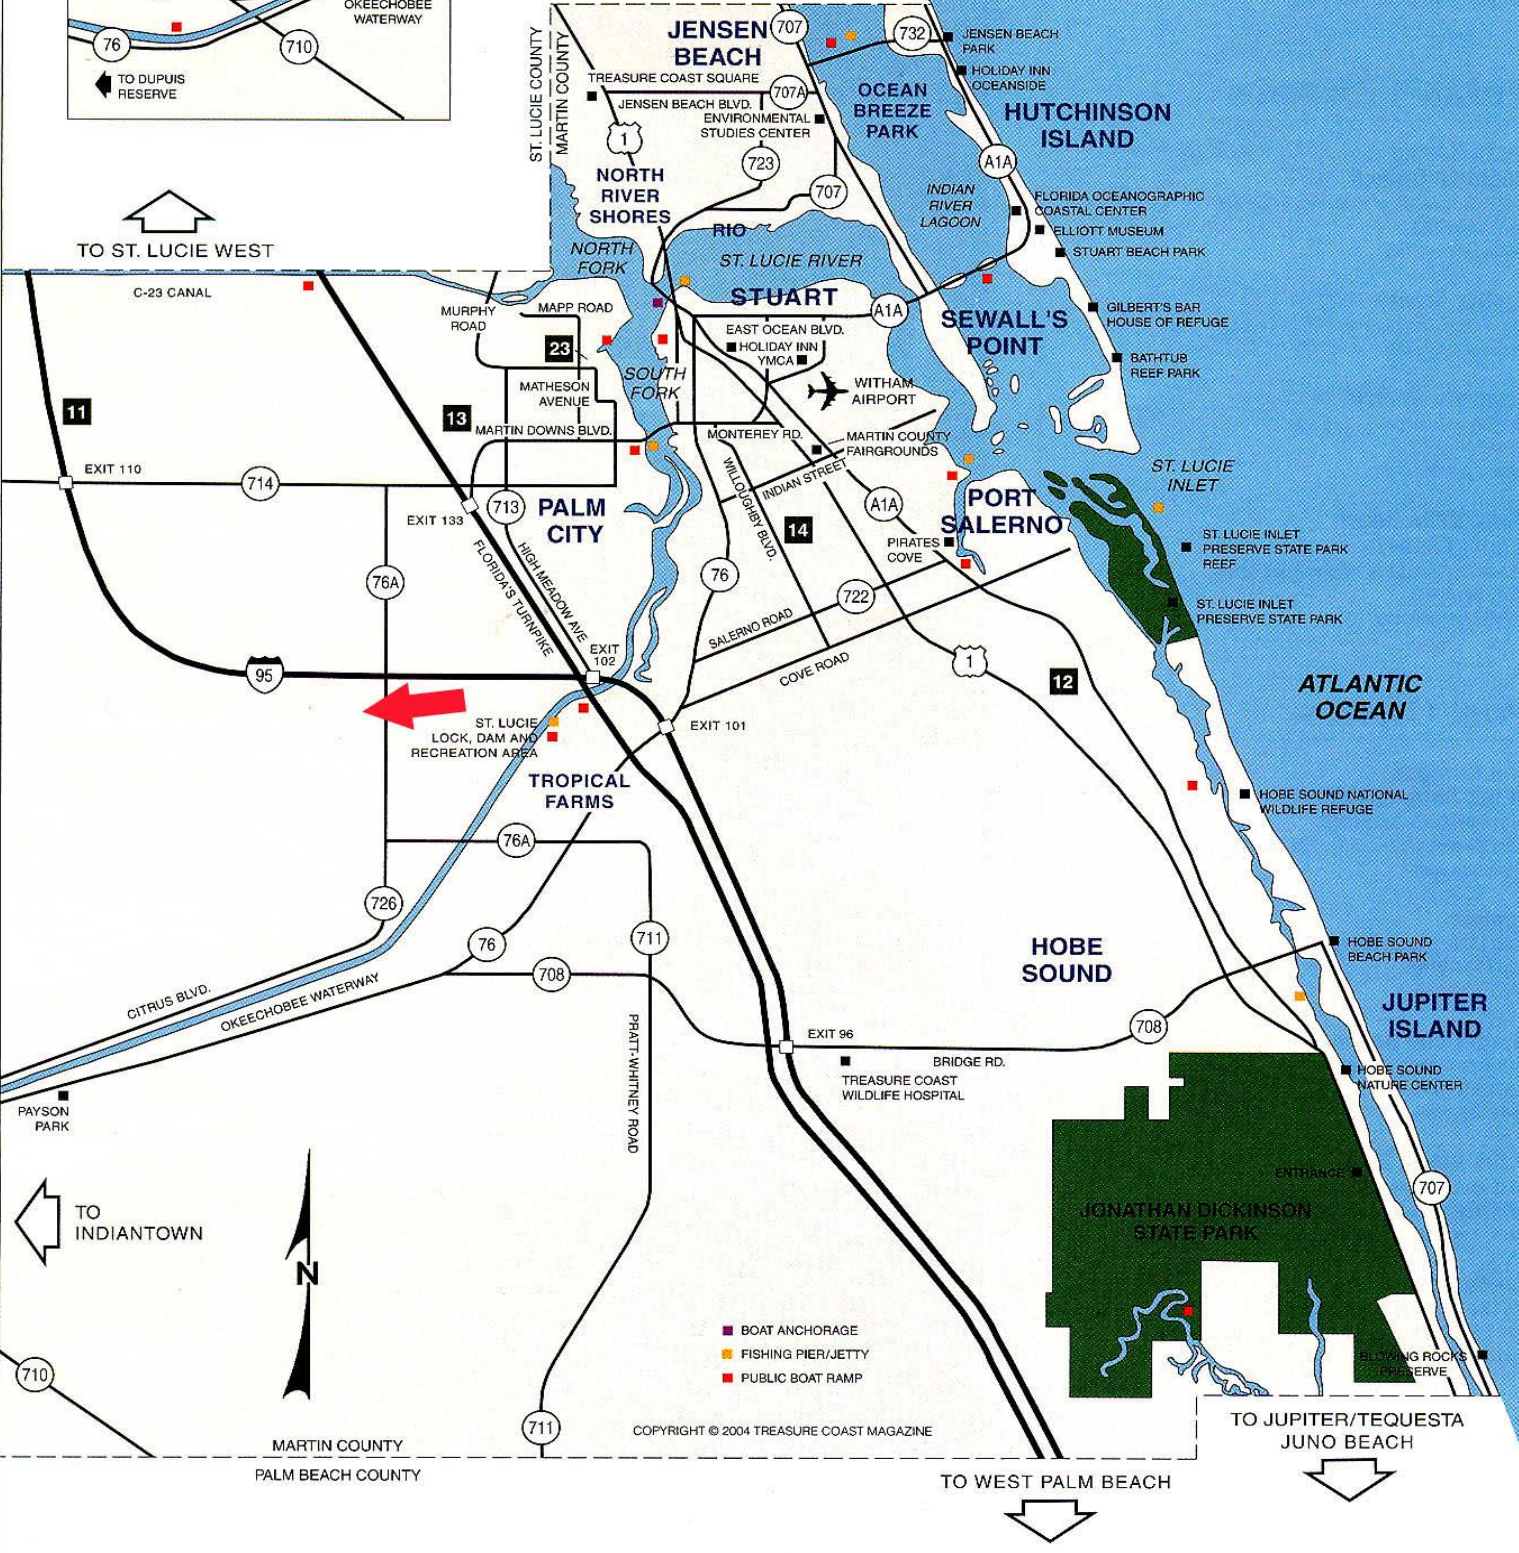 OKEECHOBEE
WATERWAY
76
710
TO DUPUIS
RESERVE
ST. LUCIE COUNTY
MARTIN COUNTY
JENSEN
BEACH
707
732
JENSEN BEACH
PARK
HOLIDAY INN
OCEANSIDE
TREASURE COAST SQUARE
707A
JENSEN BEACH BLVD.
ENVIRONMENTAL
STUDIES CENTER
OCEAN
BREEZE
PARK
HUTCHINSON
ISLAND
1
723
A1A
NORTH
RIVER
SHORES
707
INDIAN
RIVER
LAGOON
FLORIDA OCEANOGRAPHIC
COASTAL CENTER
ELLIOTT MUSEUM
STUART BEACH PARK
TO ST. LUCIE WEST
RIO
NORTH
FORK
ST. LUCIE RIVER
C-23 CANAL
STUART
MURPHY
ROAD
MAPP ROAD
A1A
GILBERT'S BAR
HOUSE OF REFUGE
SEWALL'S
POINT
EAST OCEAN BLVD.
HOLIDAY INN
YMCA
23
BATHTUB
REEF PARK
SOUTH
FORK
MATHESON
AVENUE
WITHAM
AIRPORT
11
13
MARTIN DOWNS BLVD.
MONTEREY RD.
MARTIN COUNTY
FAIRGROUNDS
EXIT 110
714
INDIAN STREET
WILLOUGHBY BLVD.
ST. LUCIE
INLET
EXIT 133
713
PALM
CITY
A1A
PORT
SALERNO
14
PIRATES
COVE
ST. LUCIE INLET
PRESERVE STATE PARK
REEF
FLORIDA'S TURNPIKE
HIGH MEADOW AVE
76A
76
722
ST. LUCIE INLET
PRESERVE STATE PARK
SALERNO ROAD
EXIT
102
COVE ROAD
95
1
12
ATLANTIC
OCEAN
ST. LUCIE
LOCK, DAM AND
RECREATION AREA
EXIT 101
TROPICAL
FARMS
HOBE SOUND NATIONAL
WILDLIFE REFUGE
76A
726
76
711
HOBE
SOUND
HOBE SOUND
BEACH PARK
708
CITRUS BLVD.
OKEECHOBEE WATERWAY
JUPITER
ISLAND
PRATT-WHITNEY ROAD
EXIT 96
708
BRIDGE RD.
TREASURE COAST
WILDLIFE HOSPITAL
HOBE SOUND
NATURE CENTER
PAYSON
PARK
ENTRANCE
707
TO
INDIANTOWN
JONATHAN DICKINSON
STATE PARK
N
BOAT ANCHORAGE
FISHING PIER/JETTY
PUBLIC BOAT RAMP
BLOWING ROCKS
PRESERVE
710
711
COPYRIGHT © 2004 TREASURE COAST MAGAZINE
MARTIN COUNTY
PALM BEACH COUNTY
TO JUPITER/TEQUESTA
JUNO BEACH
TO WEST PALM BEACH